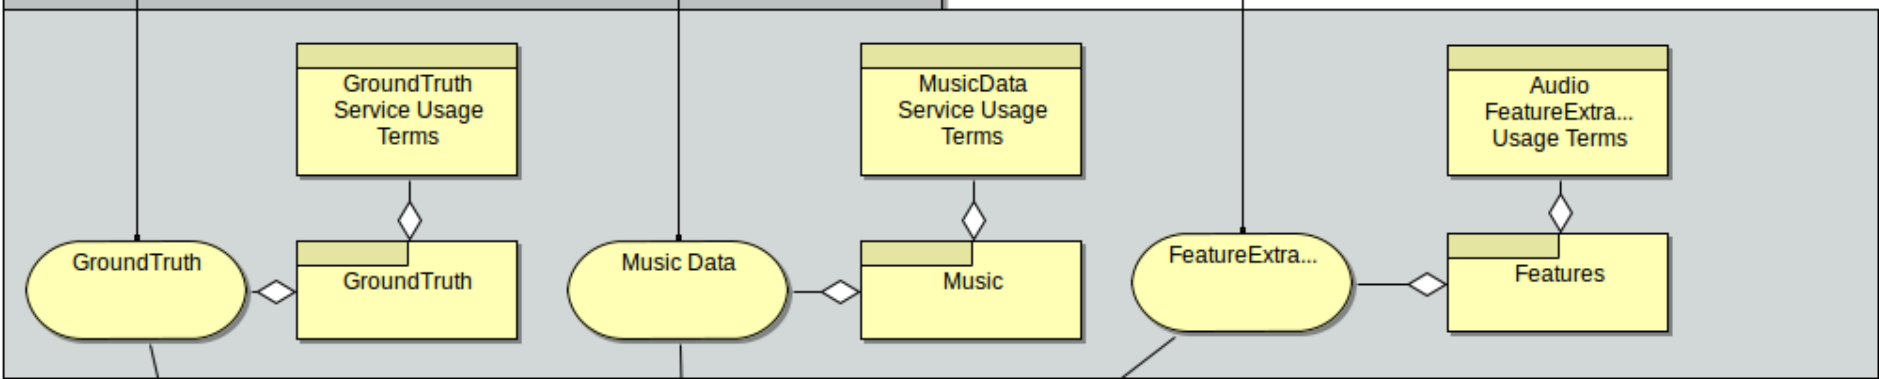 GroundTruth
Service Usage
Terms
MusicData
Service Usage
Terms
Audio
FeatureExtra...
Usage Terms
GroundTruth
GroundTruth
Music Data
Music
FeatureExtra...
Features